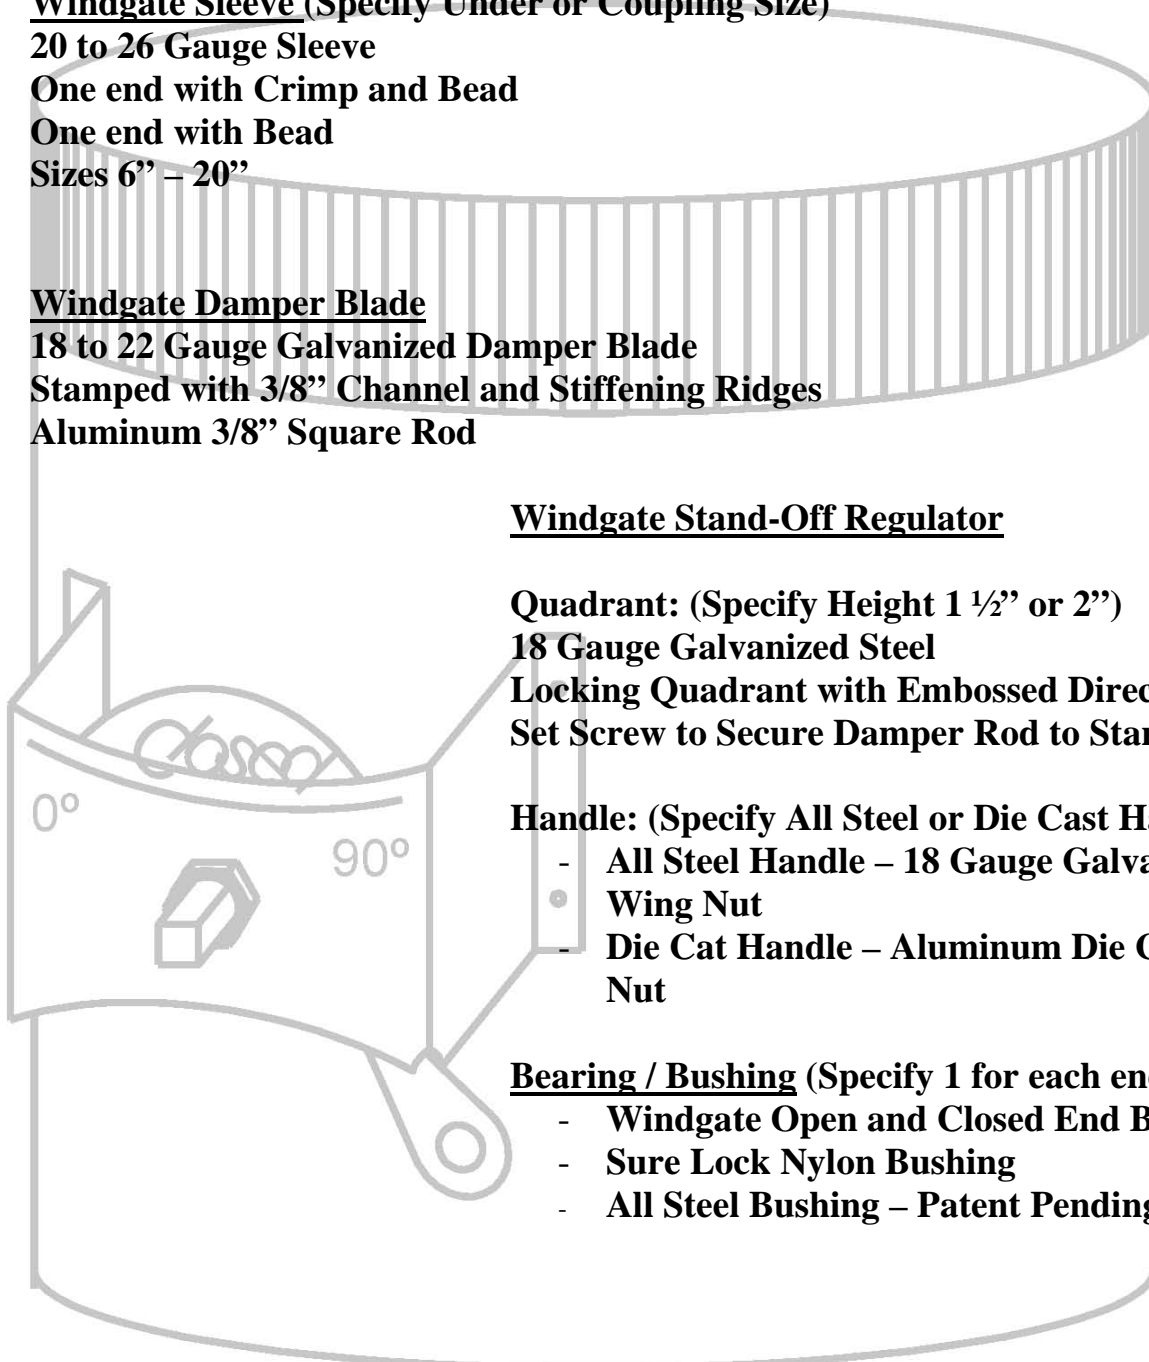 Windgate Sleeve (Specify Under or Coupling Size)
20 to 26 Gauge Sleeve
One end with Crimp and Bead
One end with Bead
Sizes 6” – 20”
Windgate Damper Blade
18 to 22 Gauge Galvanized Damper Blade
Stamped with 3/8” Channel and Stiffening Ridges
Aluminum 3/8” Square Rod
Windgate Stand-Off Regulator
Quadrant: (Specify Height 1 ½” or 2”)
18 Gauge Galvanized Steel
Locking Quadrant with Embossed
Set Screw to Secure Damper Rod to
0º
90º
Handle: (Specify All Steel or Die Cast
- All Steel Handle – 18 Gauge
Wing Nut
- Die Cat Handle – Aluminum Die
Nut
Bearing / Bushing (Specify 1 for each
- Windgate Open and Closed End
- Sure Lock Nylon Bushing
- All Steel Bushing – Patent Pending